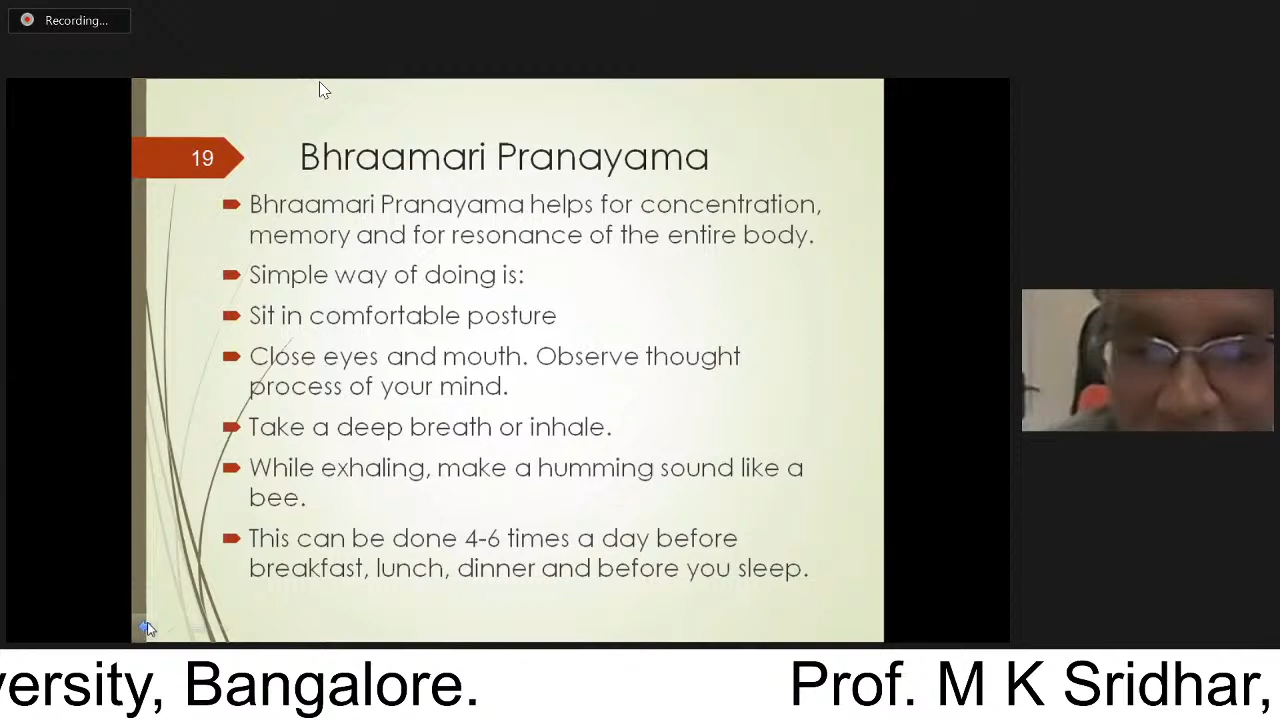 Recording...
19
Bhraamari Pranayama
Bhraamari Pranayama helps for concentration,
memory and for resonance of the entire body.
Simple way of doing is:
Sit in comfortable posture
Close eyes and mouth. Observe thought
process of your mind.
Take a deep breath or inhale.
While exhaling, make a humming sound like a
bee.
This can be done 4-6 times a day before
breakfast, lunch, dinner and before you sleep.
versity, Bangalore. Prof. M K Sridhar,